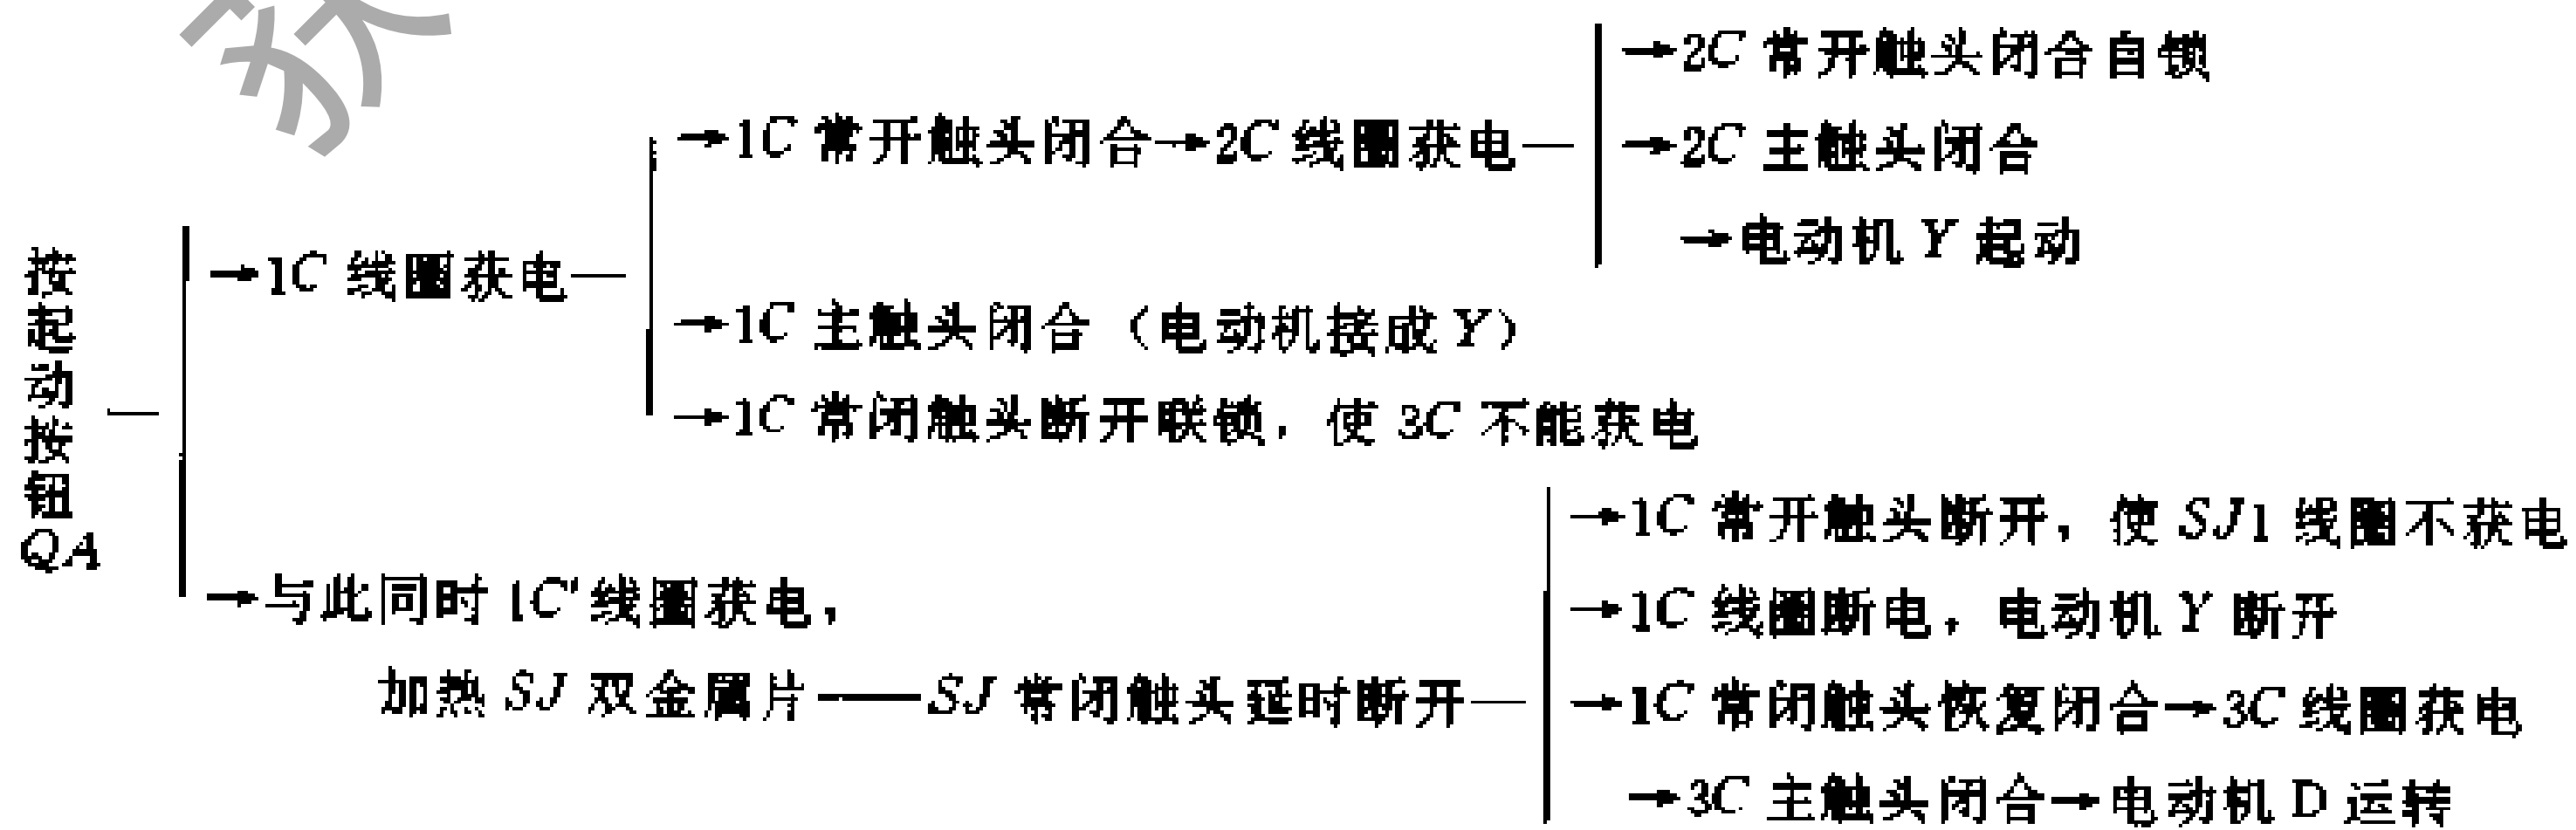 →2C 常开触头闭合自锁
→1C 常开触头闭合→2C 线圈获电—
→2C 主触头闭合
→电动机 Y 起动
按起动按钮QA
→1C 线圈获电—
→1C 主触头闭合（电动机接成 Y）
→1C 常闭触头断开联锁，使 3C 不能获电
→与此同时 1C'线圈获电，
加热 SJ 双金属片——SJ 常闭触头延时断开—
→1C 常开触头断开，使 SJ1 线圈不获电
→1C 线圈断电，电动机 Y 断开
→1C 常闭触头恢复闭合→3C 线圈获电
→3C 主触头闭合→电动机 D 运转